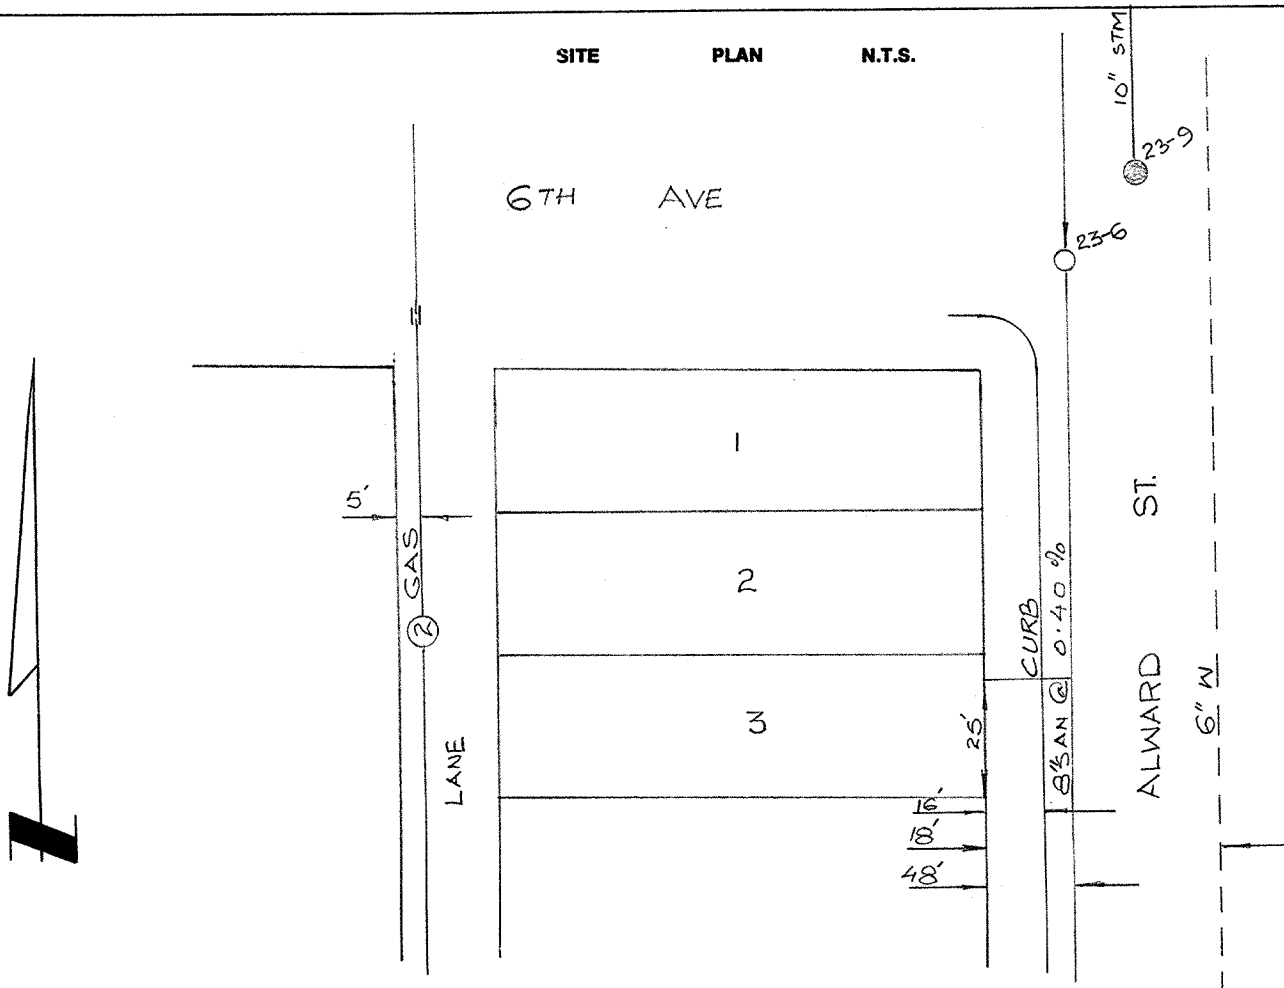 SITE PLAN N.T.S.
10" STM
23-9
6TH AVE
23-6
1
5'
GAS
2
2
CURB
8" SAN @ 0.40 %
ALWARD ST.
6" W
3
25'
LANE
16'
18'
48'